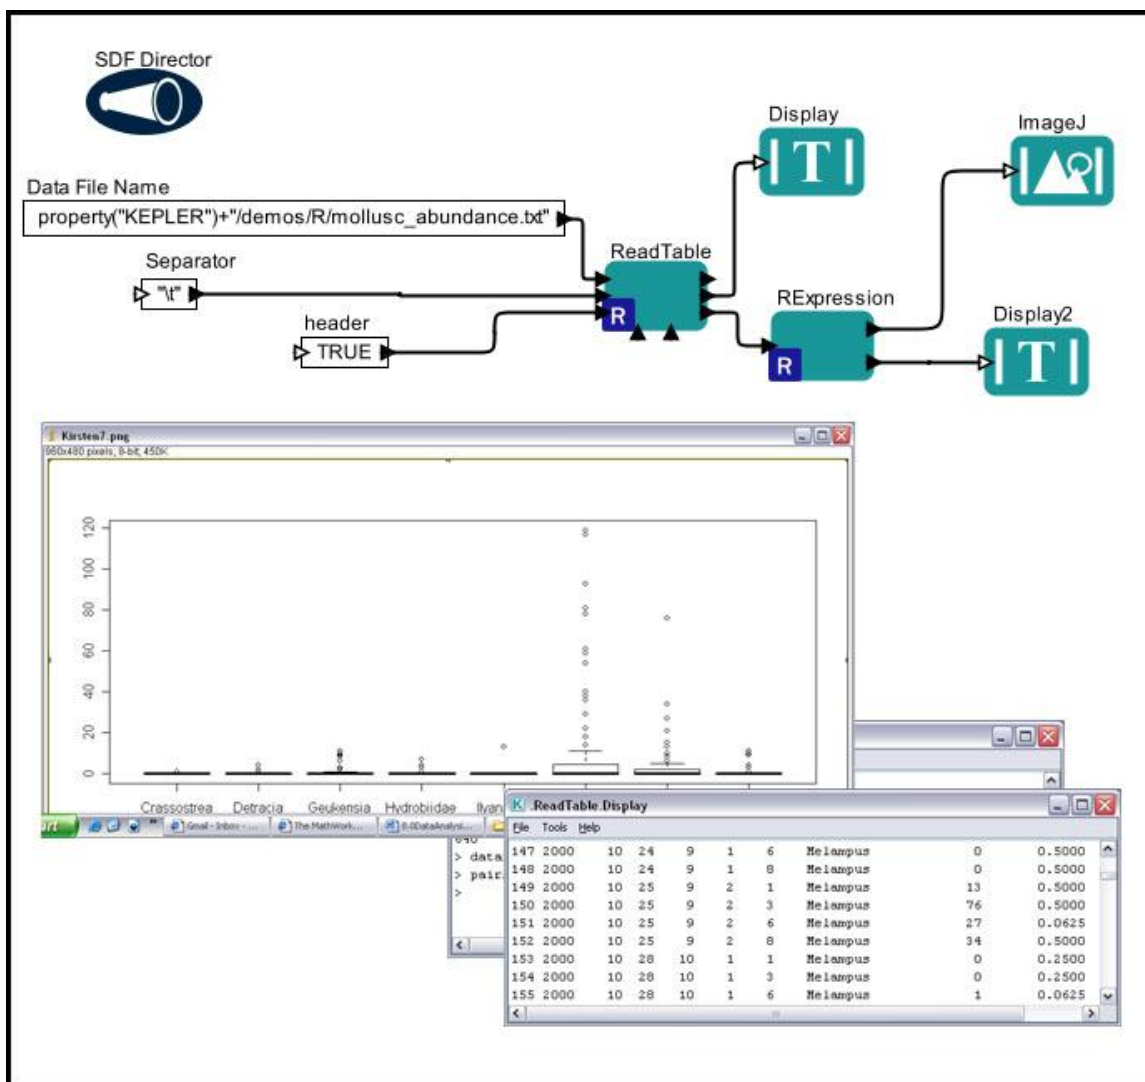 SDF Director
Display
ImageJ
Data File Name
property("KEPLER")+"/demos/R/mollusc_abundance.txt"
T
ReadTable
Separator
"\t"
RExpression
header
TRUE
R
Display2
R
T
Kirsten7.png
960x480 pixels, 8-bit, 450K
120
100
80
60
40
20
0
Crassostrea Detracia Geukensia Hydrobiidae Ilyan
Gmail - Inbox - ... The MathWork...
640
> data
> pair
>
K .ReadTable.Display
File Tools Help
147 2000 10 24 9 1 6 Melampus 0 0.5000
148 2000 10 24 9 1 8 Melampus 0 0.5000
149 2000 10 25 9 2 1 Melampus 13 0.5000
150 2000 10 25 9 2 3 Melampus 76 0.5000
151 2000 10 25 9 2 6 Melampus 27 0.0625
152 2000 10 25 9 2 8 Melampus 34 0.5000
153 2000 10 28 10 1 1 Melampus 0 0.2500
154 2000 10 28 10 1 3 Melampus 0 0.2500
155 2000 10 28 10 1 6 Melampus 1 0.0625